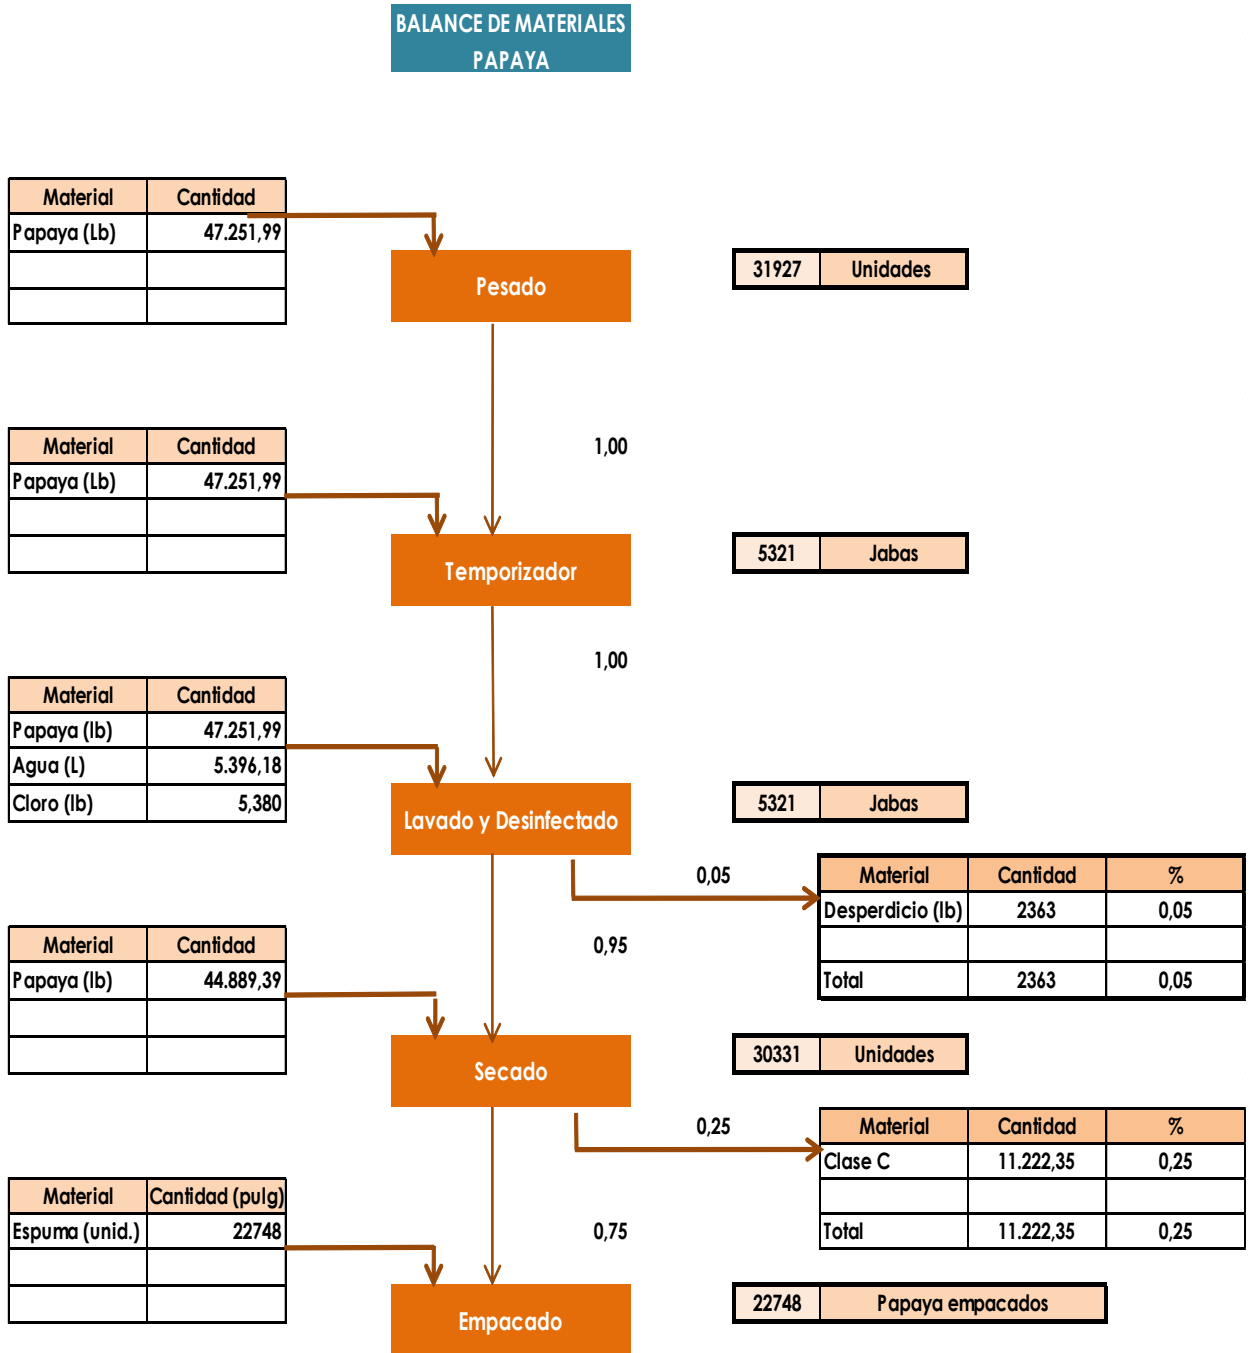 BALANCE DE MATERIALES
PAPAYA
Material Cantidad
Papaya (Lb) 47.251,99
Pesado
31927 Unidades
Material Cantidad
1,00
Papaya (Lb) 47.251,99
Temporizador
5321 Jabas
1,00
Material Cantidad
Papaya (lb) 47.251,99
Agua (L) 5.396,18
Cloro (lb) 5,380
Lavado y Desinfectado
5321 Jabas
0,05
Material Cantidad %
Desperdicio (lb) 2363 0,05
Total 2363 0,05
0,95
Material Cantidad
Papaya (lb) 44.889,39
Secado
30331 Unidades
0,25
Material Cantidad %
Clase C 11.222,35 0,25
Total 11.222,35 0,25
Material Cantidad (pulg)
Espuma (unid.) 22748
0,75
Empacado
22748 Papaya empacados